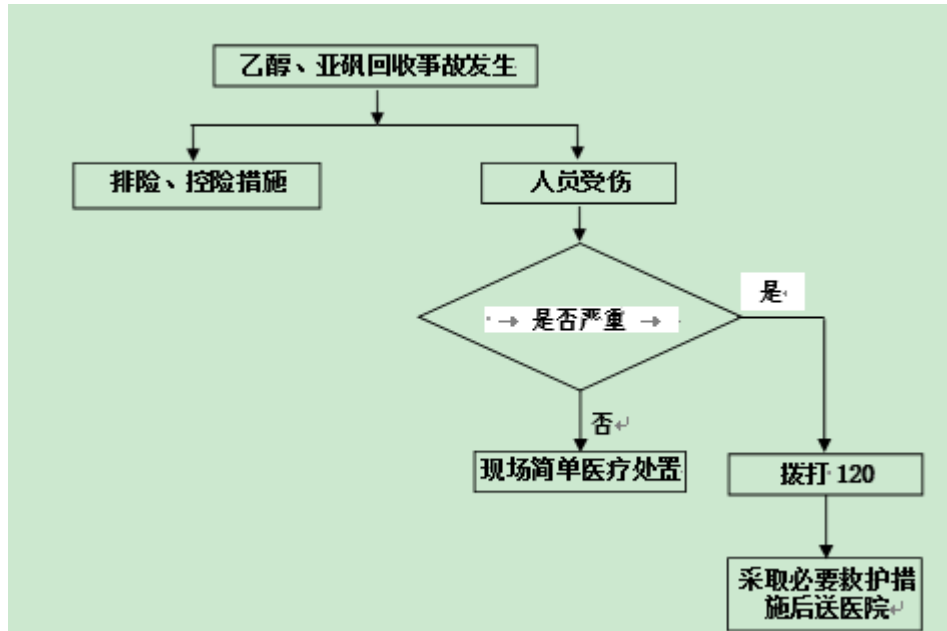 乙醇、亚砜回收事故发生
排险、控险措施
人员受伤
是否严重
是
否
现场简单医疗处置
拨打 120
采取必要救护措
施后送医院